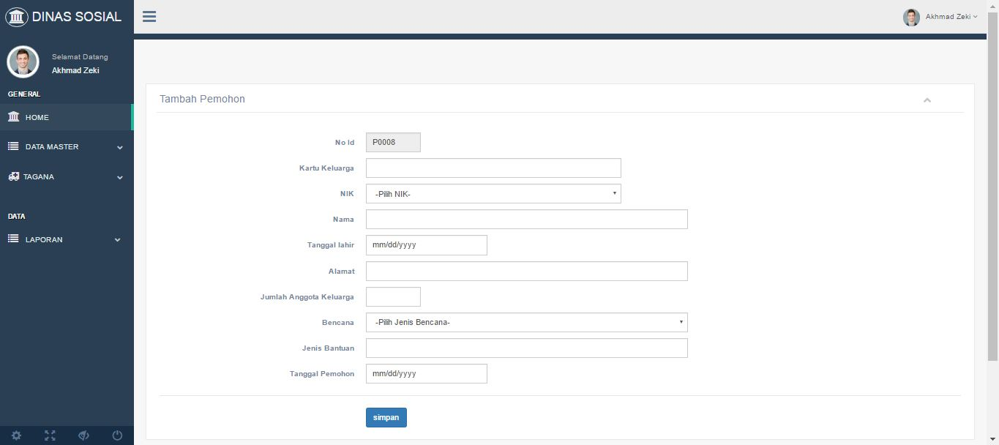 DINAS SOSIAL
Akhmad Zeki
Selamat Datang
Akhmad Zeki
GENERAL
HOME
DATA MASTER
TAGANA
DATA
LAPORAN
Tambah Pemohon
No Id P0008
Kartu Keluarga
NIK -Pilih NIK-
Nama
Tanggal lahir mm/dd/yyyy
Alamat
Jumlah Anggota Keluarga
Bencana -Pilih Jenis Bencana-
Jenis Bantuan
Tanggal Pemohon mm/dd/yyyy
simpan